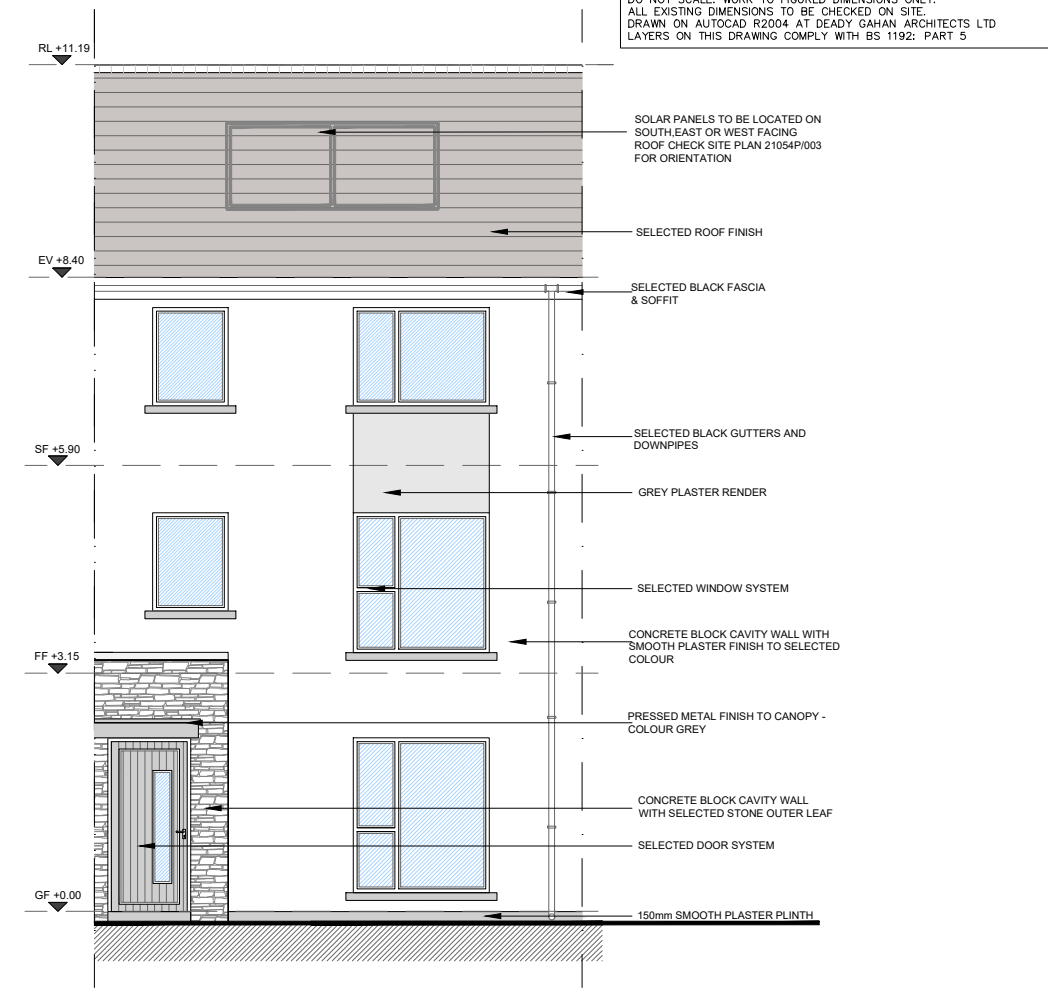 DO NOT SCALE. WORK TO FIGURED DIMENSIONS ONLY.
ALL EXISTING DIMENSIONS TO BE CHECKED ON SITE.
DRAWN ON AUTOCAD R2004 AT DEADY GAHAN ARCHITECTS LTD
LAYERS ON THIS DRAWING COMPLY WITH BS 1192: PART 5
RL +11.19
SOLAR PANELS TO BE LOCATED ON
SOUTH,EAST OR WEST FACING
ROOF CHECK SITE PLAN 21054P/003
FOR ORIENTATION
SELECTED ROOF FINISH
EV +8.40
SELECTED BLACK FASCIA
& SOFFIT
SELECTED BLACK GUTTERS AND
DOWNPIPES
SF +5.90
GREY PLASTER RENDER
SELECTED WINDOW SYSTEM
CONCRETE BLOCK CAVITY WALL WITH
SMOOTH PLASTER FINISH TO SELECTED
COLOUR
FF +3.15
PRESSED METAL FINISH TO CANOPY -
COLOUR GREY
CONCRETE BLOCK CAVITY WALL
WITH SELECTED STONE OUTER LEAF
SELECTED DOOR SYSTEM
GF +0.00
150mm SMOOTH PLASTER PLINTH